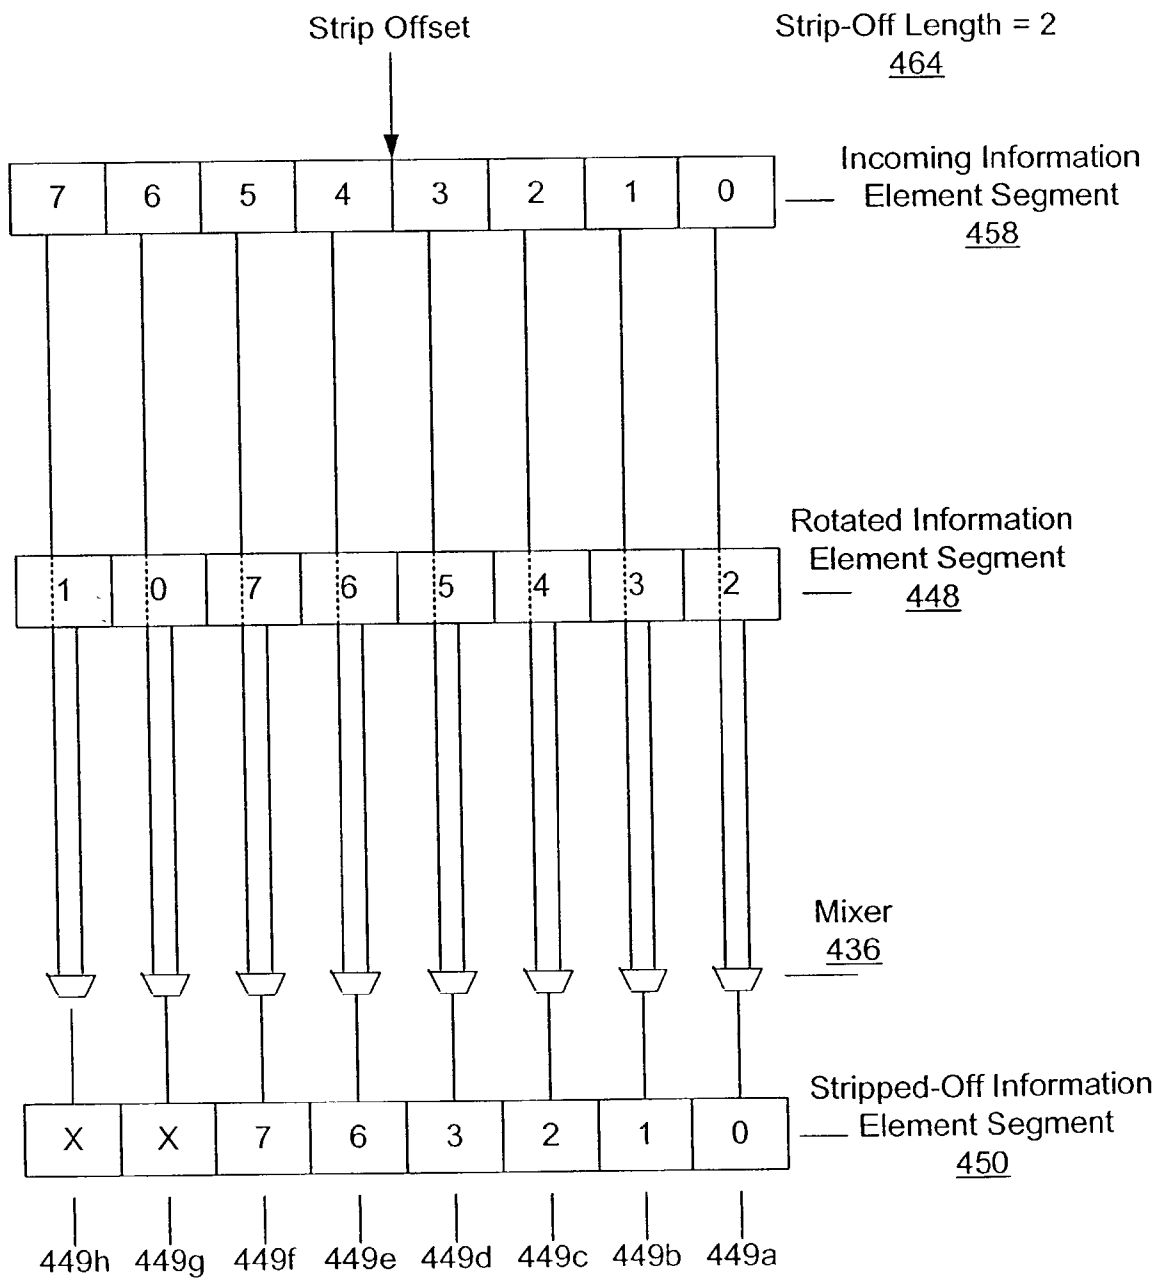 Strip Offset
Strip-Off Length = 2
464
7 6 5 4 3 2 1 0
Incoming Information
Element Segment
458
Rotated Information
Element Segment
448
1 0 7 6 5 4 3 2
Mixer
436
Stripped-Off Information
Element Segment
450
X X 7 6 3 2 1 0
449h 449g 449f 449e 449d 449c 449b 449a